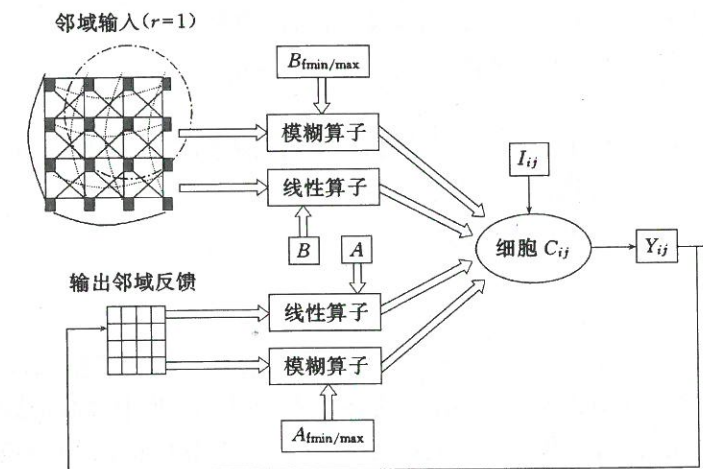 邻域输入(r=1)
B_fmin/max
模糊算子
I_ij
线性算子
细胞 C_ij
Y_ij
B
A
输出邻域反馈
线性算子
模糊算子
A_fmin/max